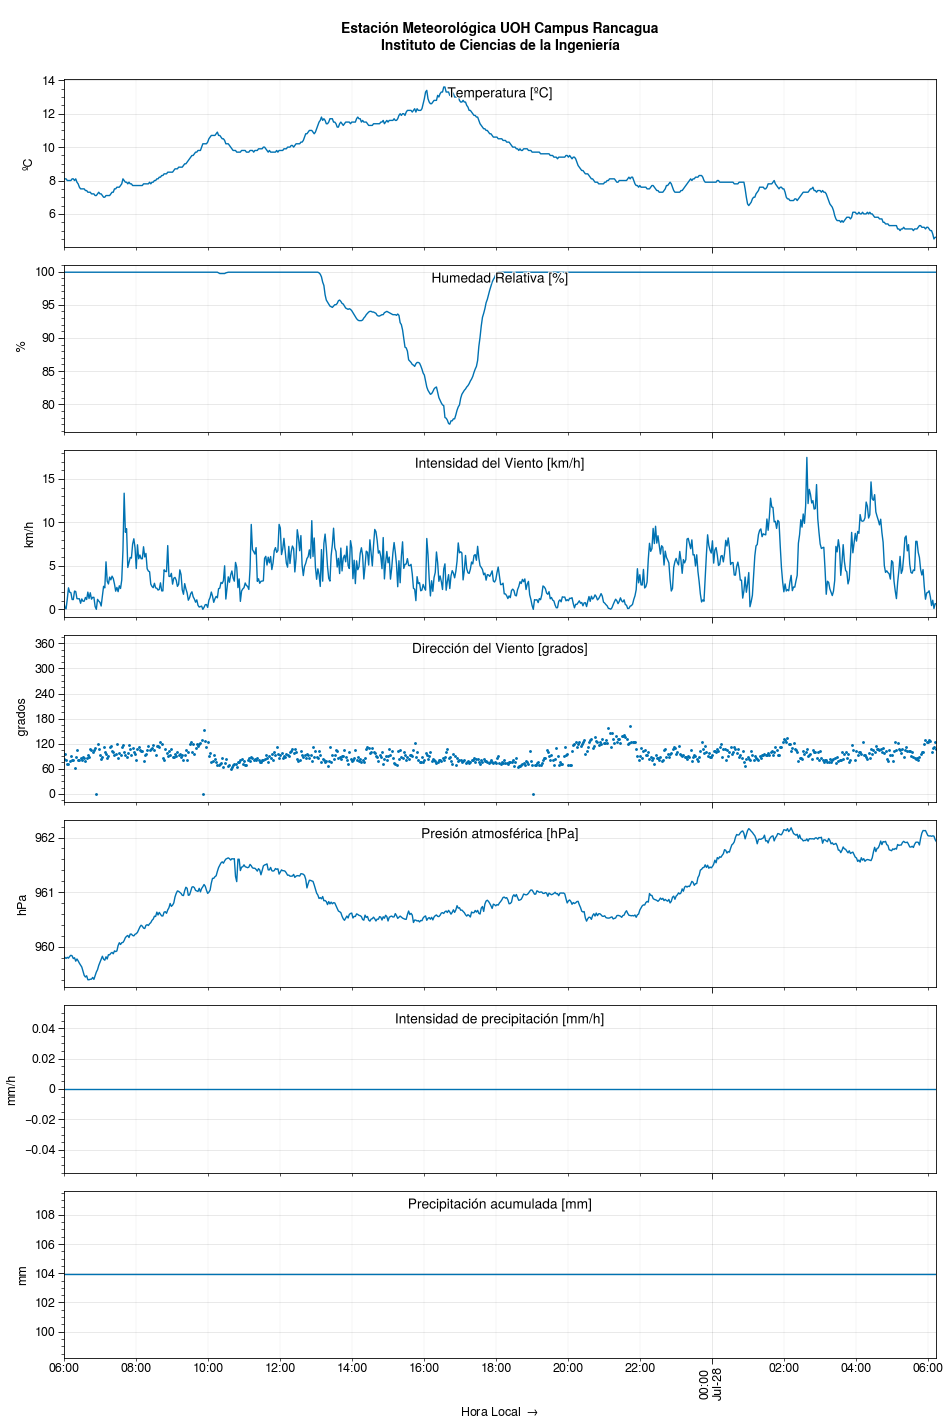 Estación Meteorológica UOH Campus Rancagua
Instituto de Ciencias de la Ingeniería
Temperatura [ºC]
14
12
10
8
6
ºC
Humedad Relativa [%]
100
95
90
85
80
%
Intensidad del Viento [km/h]
15
10
5
0
km/h
Dirección del Viento [grados]
360
300
240
180
120
60
0
grados
Presión atmosférica [hPa]
962
961
960
hPa
Intensidad de precipitación [mm/h]
0.04
0.02
0
−0.02
−0.04
mm/h
Precipitación acumulada [mm]
108
106
104
102
100
mm
06:00 08:00 10:00 12:00 14:00 16:00 18:00 20:00 22:00 00:00 02:00 04:00 06:00
Jul-28
Hora Local →